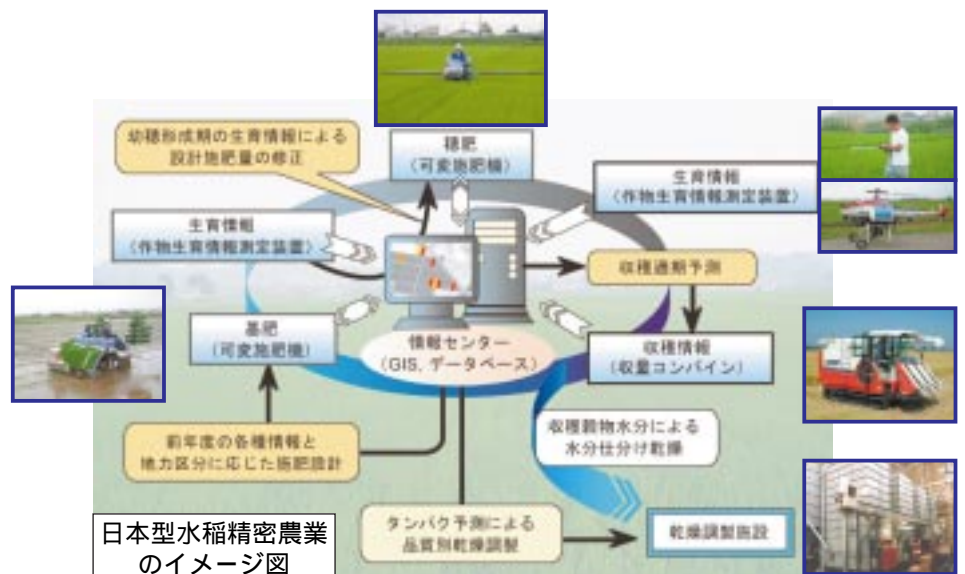 幼穂形成期の生育情報による
設計施肥量の修正
穂肥
(可変施肥機)
生育情報
(作物生育情報測定装置)
生育情報
(作物生育情報測定装置)
収穫適期予測
基肥
(可変施肥機)
情報センター
(GIS, データベース)
収穫情報
(収量コンバイン)
前年度の各種情報と
地力区分に応じた施肥設計
収穫穀物水分による
水分仕分け乾燥
タンパク予測による
品質別乾燥調製
乾燥調製施設
日本型水稲精密農業
のイメージ図